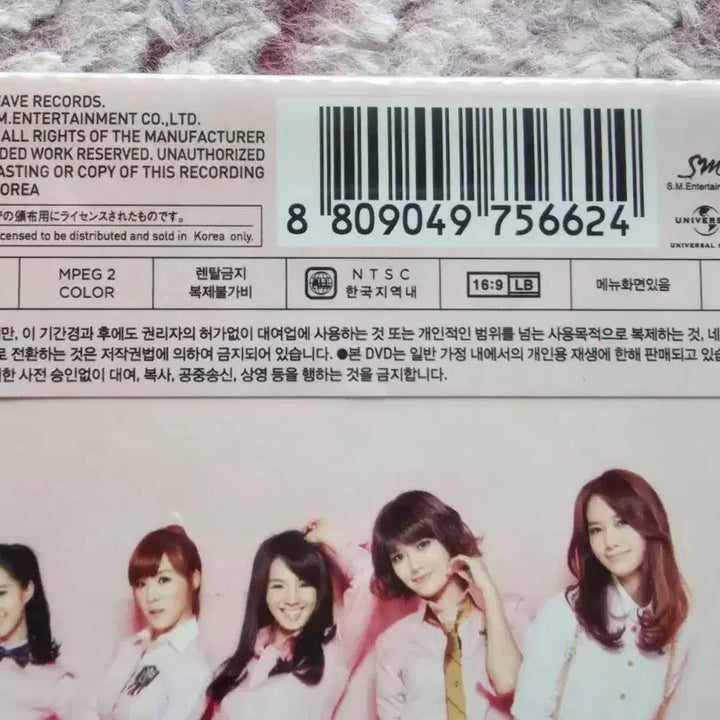 AVE RECORDS.
M.ENTERTAINMENT CO.,LTD.
ALL RIGHTS OF THE MANUFACTURER
DED WORK RESERVED. UNAUTHORIZED
ASTING OR COPY OF THIS RECORDING
OREA
での頒布用にライセンスされたものです。
censed to be distributed and sold in Korea only.
8 809049 756624
SM
S.M.Entertainm
UNIVERS
UNIVERSAL
MPEG 2
COLOR
렌탈금지
복제불가비
ALL
NTSC
한국지역내
16:9 LB
메뉴화면있음
만, 이 기간경과 후에도 권리자의 허가없이 대여업에 사용하는 것 또는 개인적인 범위를 넘는 사용목적으로 복제하는 것, 네
로 전환하는 것은 저작권법에 의하여 금지되어 있습니다. ●본 DVD는 일반 가정 내에서의 개인용 재생에 한해 판매되고 있습
한 사전 승인없이 대여, 복사, 공중송신, 상영 등을 행하는 것을 금지합니다.